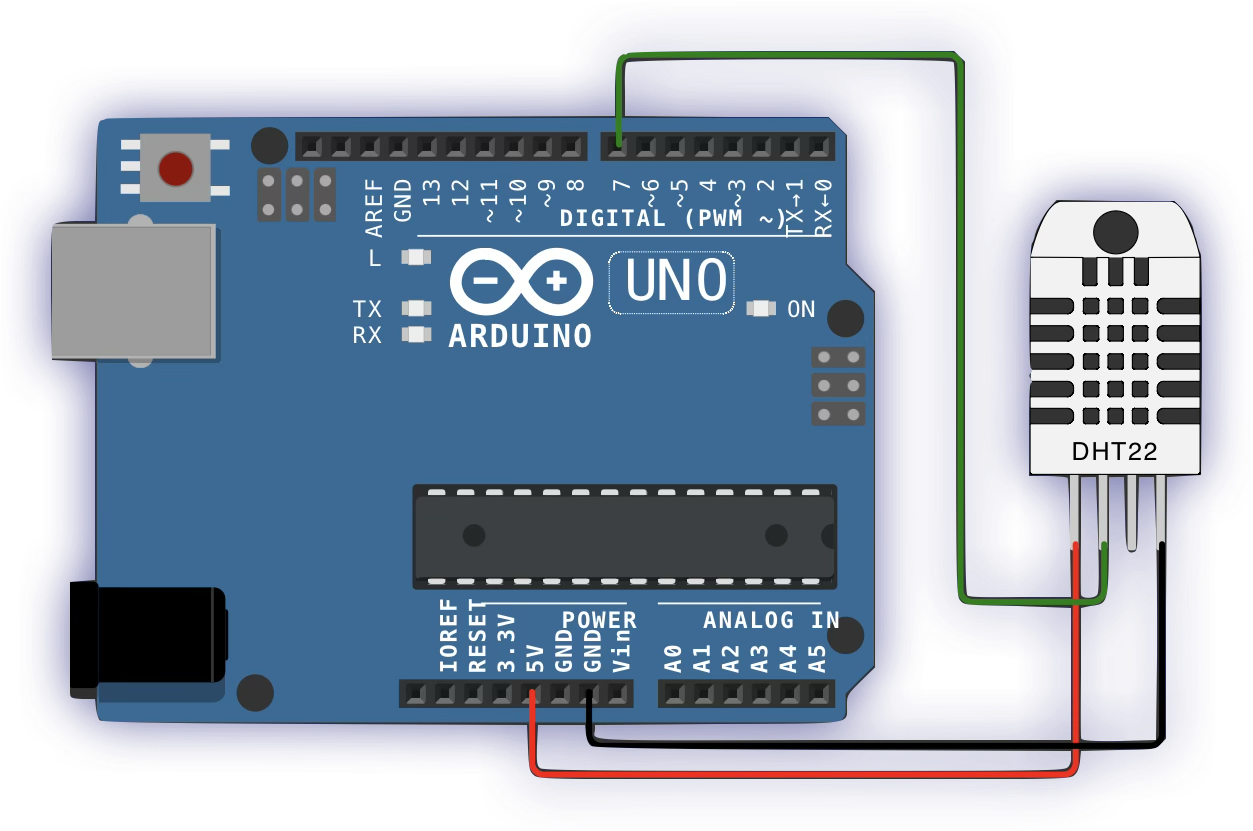 AREF
GND
13
12
~11
~10
~9
8
7
~6
~5
4
~3
2
TX→1
RX←0
DIGITAL (PWM ~)
L
TX
RX
UNO
ARDUINO
ON
DHT22
POWER
ANALOG IN
IOREF
RESET
3.3V
5V
GND
GND
Vin
A0
A1
A2
A3
A4
A5